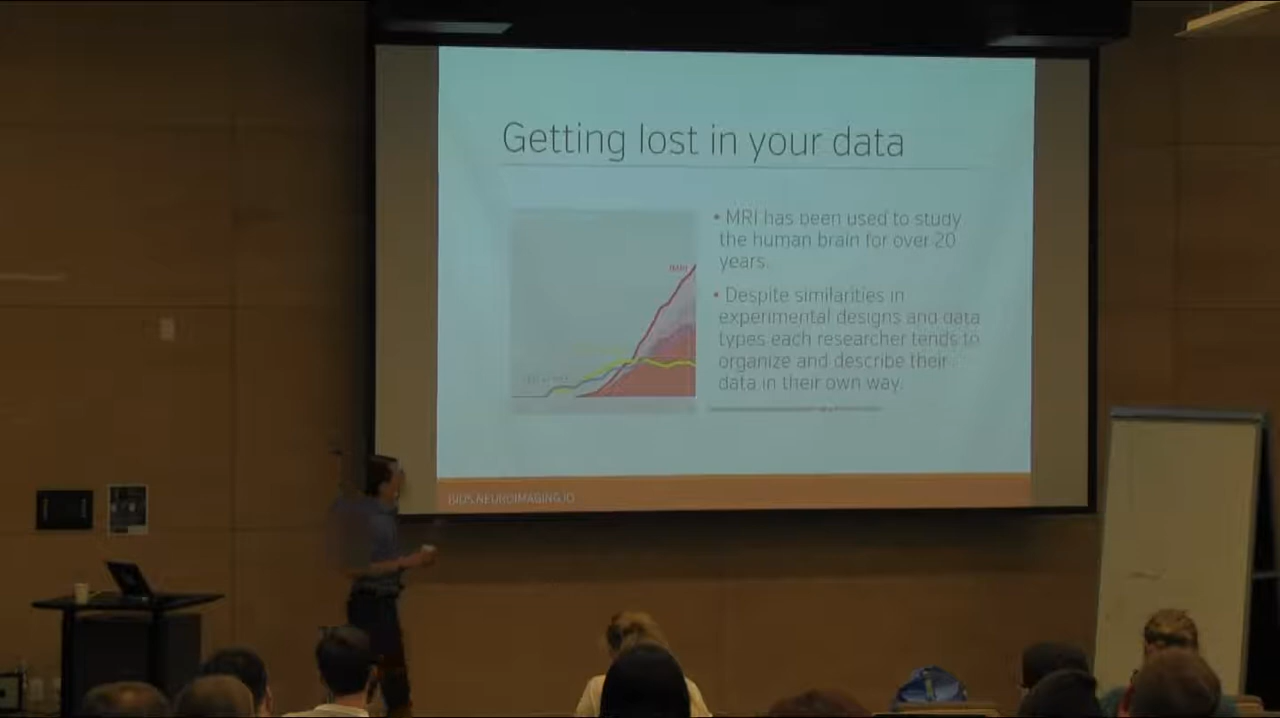 Getting lost in your data
• MRI has been used to study
the human brain for over 20
years.
• Despite similarities in
experimental designs and data
types each researcher tends to
organize and describe their
data in their own way.
BIDS.NEUROIMAGING.IO